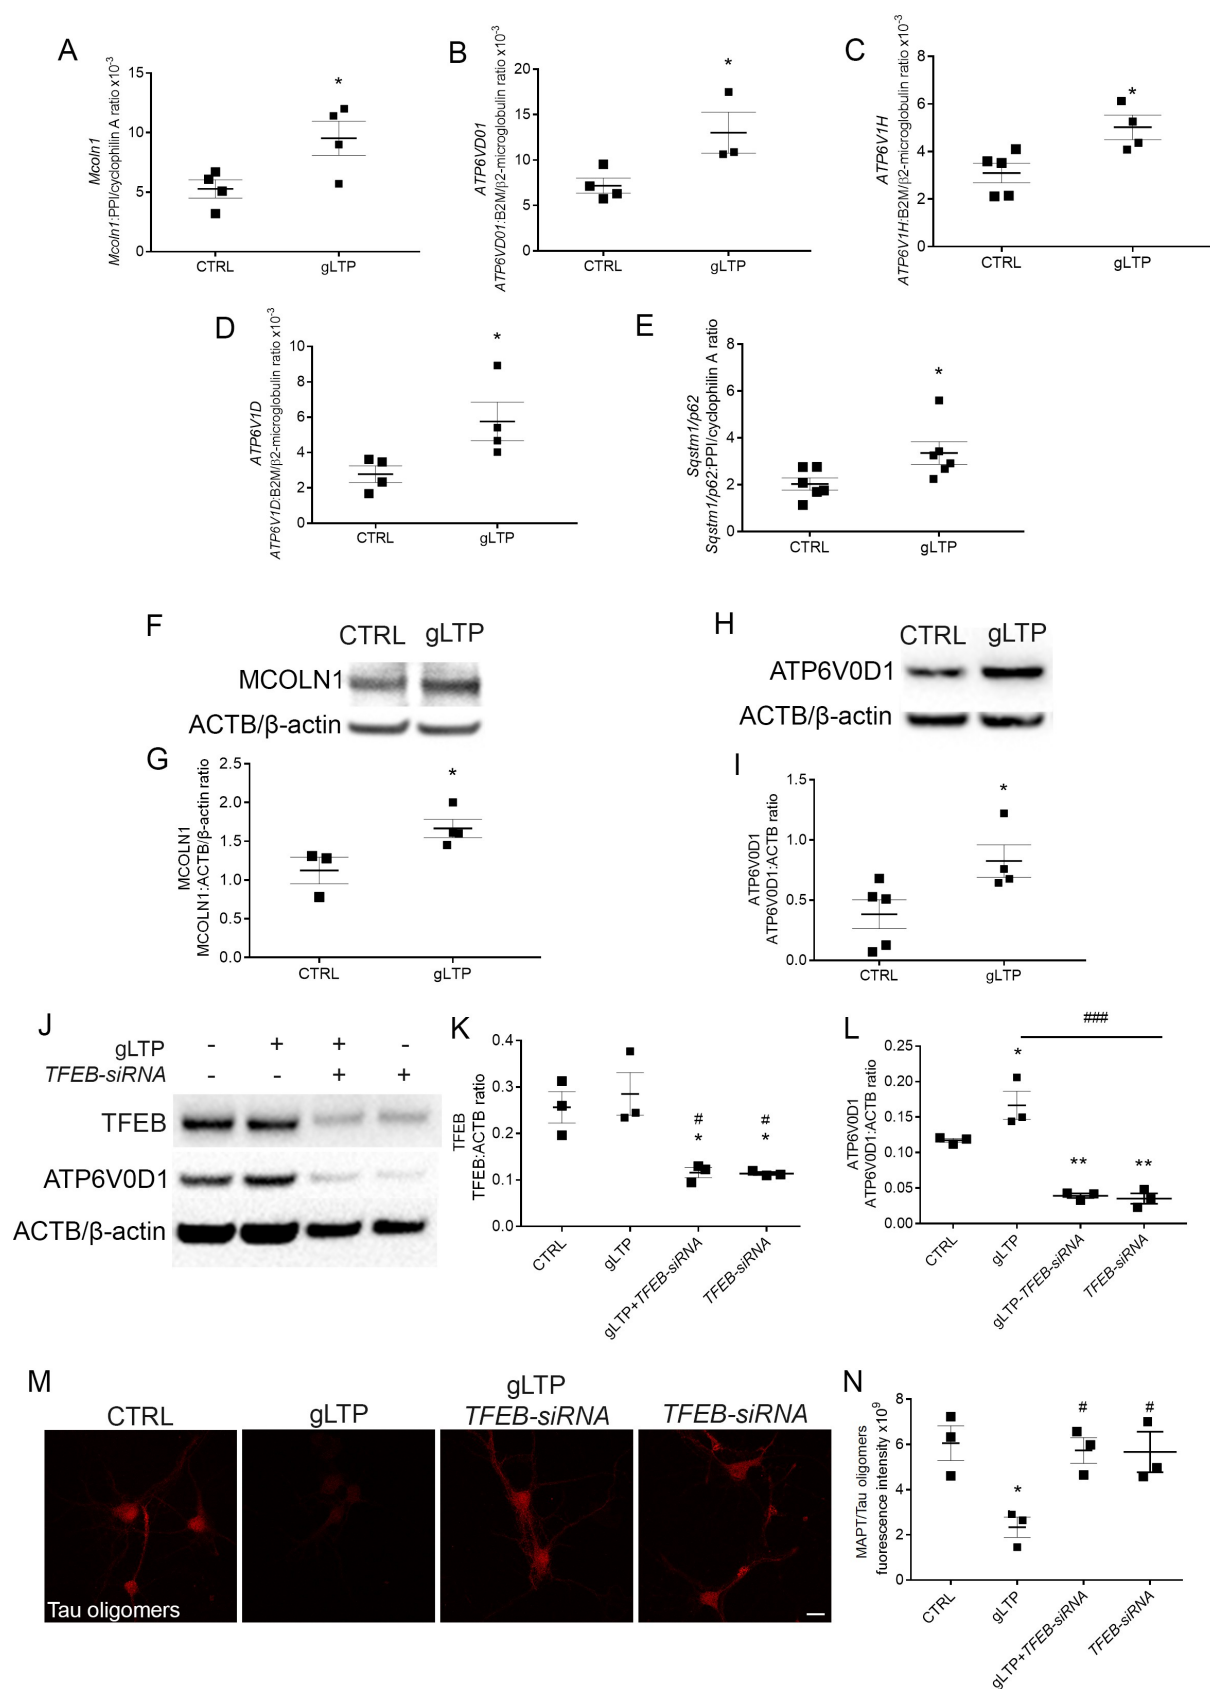 A
Mcoln1
Mcoln1:PPI/cyclophilin A ratio x10-3
15
10
5
0
*
CTRL
gLTP
B
ATP6VD01
ATP6VD01:B2M/β2-microglobulin ratio x10-3
20
15
10
5
0
*
CTRL
gLTP
C
ATP6V1H
ATP6V1H:B2M/β2-microglobulin ratio x10-3
8
6
4
2
0
*
CTRL
gLTP
D
ATP6V1D
ATP6V1D:B2M/β2-microglobulin ratio x10-3
10
8
6
4
2
0
*
CTRL
gLTP
E
Sqstm1/p62
Sqstm1/p62:PPI/cyclophilin A ratio
8
6
4
2
0
*
CTRL
gLTP
F
CTRL gLTP
MCOLN1
ACTB/β-actin
G
MCOLN1
MCOLN1:ACTB/β-actin ratio
2.5
2.0
1.5
1.0
0.5
0.0
*
CTRL
gLTP
H
CTRL gLTP
ATP6V0D1
ACTB/β-actin
I
ATP6V0D1
ATP6V0D1:ACTB ratio
1.5
1.0
0.5
0.0
*
CTRL
gLTP
J
gLTP - + + -
TFEB-siRNA - - + +
TFEB
ATP6V0D1
ACTB/β-actin
K
TFEB
TFEB:ACTB ratio
0.4
0.3
0.2
0.1
0.0
# #
* *
CTRL
gLTP
gLTP+TFEB-siRNA
TFEB-siRNA
L
ATP6V0D1
ATP6V0D1:ACTB ratio
0.25
0.20
0.15
0.10
0.05
0.00
###
*
** **
CTRL
gLTP
gLTP-TFEB-siRNA
TFEB-siRNA
M
CTRL
gLTP
gLTP
TFEB-siRNA
TFEB-siRNA
Tau oligomers
N
MAPT/Tau oligomers
fluorescence intensity x109
8
6
4
2
0
*
# #
CTRL
gLTP
gLTP+TFEB-siRNA
TFEB-siRNA